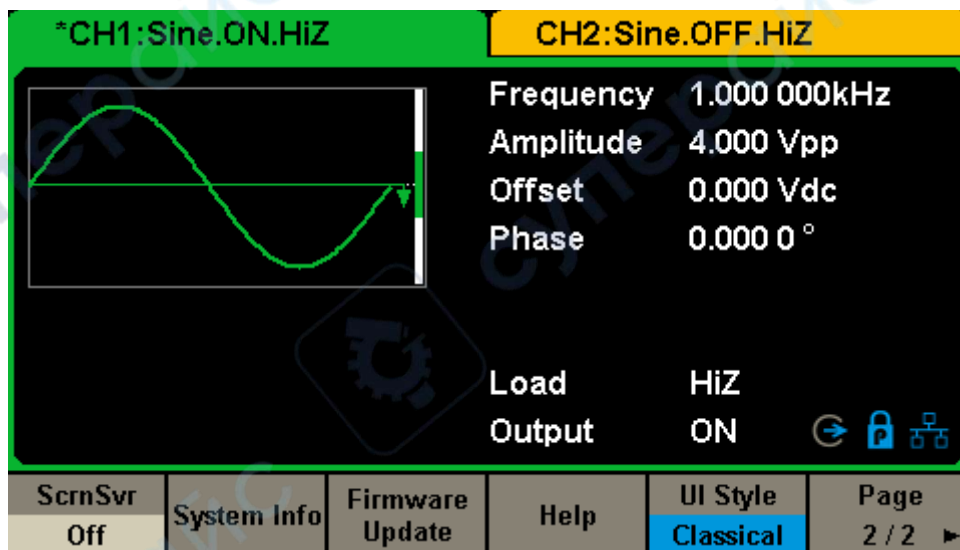 *CH1:Sine.ON.HiZ
CH2:Sine.OFF.HiZ
Frequency 1.000 000kHz
Amplitude 4.000 Vpp
Offset 0.000 Vdc
Phase 0.000 0 °
Load HiZ
Output ON
P
ScrnSvr
Off
System Info
Firmware
Update
Help
UI Style
Classical
Page
2 / 2 ►
суперайс